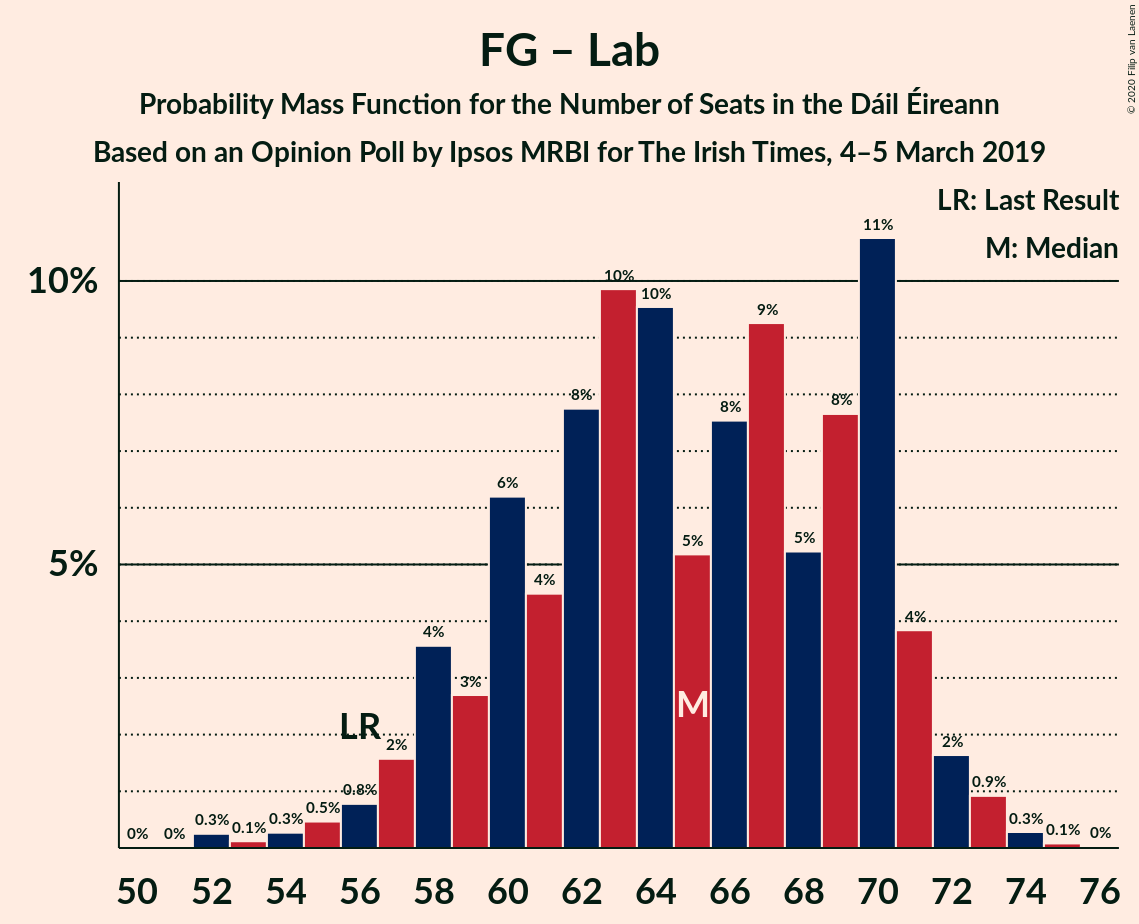 FG – Lab
Probability Mass Function for the Number of Seats in the Dáil Éireann
Based on an Opinion Poll by Ipsos MRBI for The Irish Times, 4–5 March 2019
© 2020 Filip van Laenen
LR: Last Result
M: Median
10%
5%
0% 0% 0.3% 0.1% 0.3% 0.5% 0.8% 2% 4% 3% 6% 4% 8% 10% 10% 5% 8% 9% 5% 8% 11% 4% 2% 0.9% 0.3% 0.1% 0%
LR
M
50 52 54 56 58 60 62 64 66 68 70 72 74 76